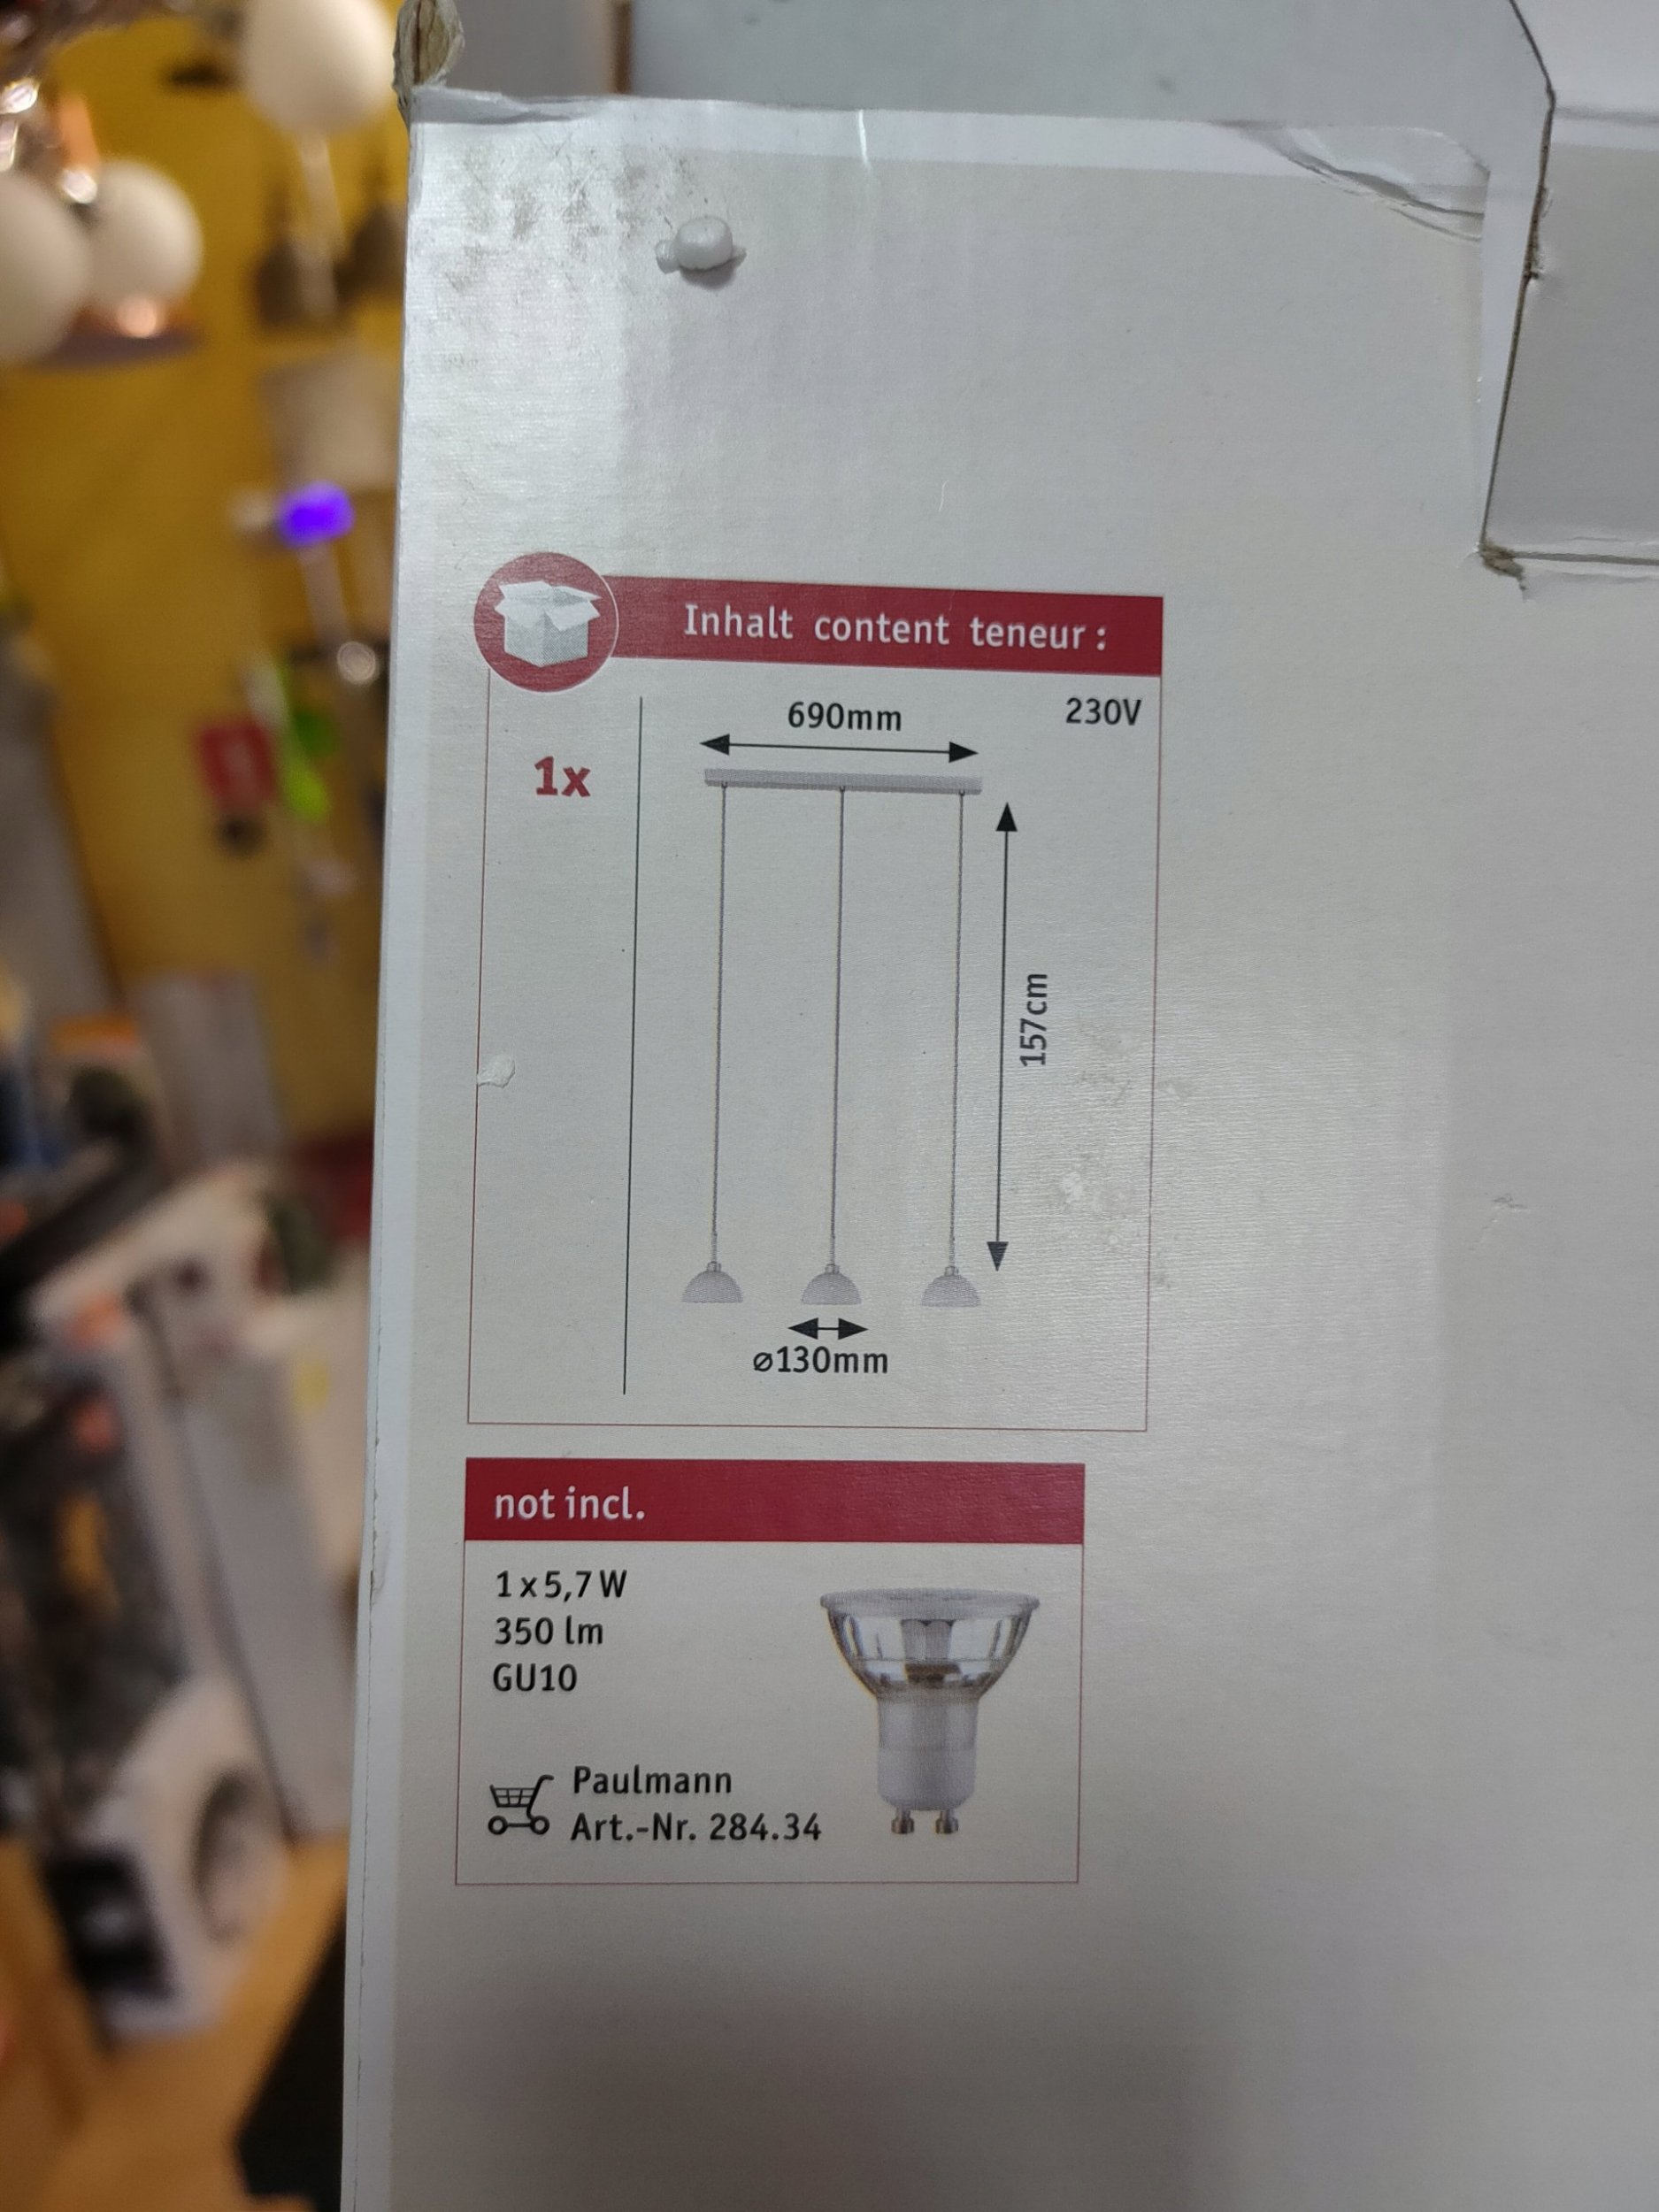 Inhalt content teneur :
690mm
230V
1x
157cm
⌀130mm
not incl.
1 x 5,7 W
350 lm
GU10
Paulmann
Art.-Nr. 284.34